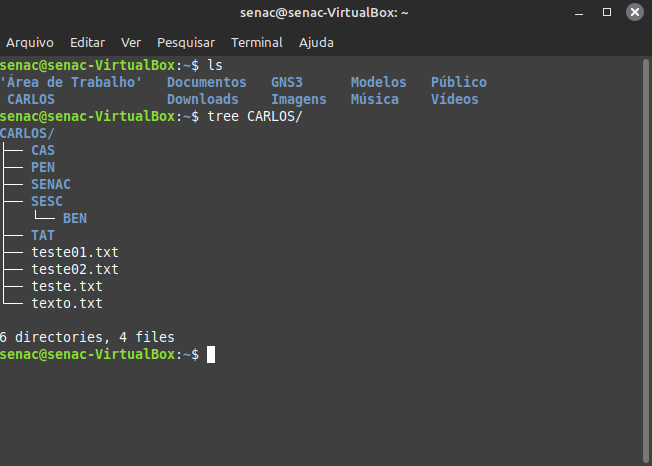 senac@senac-VirtualBox: ~
Arquivo Editar Ver Pesquisar Terminal Ajuda
senac@senac-VirtualBox:~$ ls
'Área de Trabalho'   Documentos   GNS3      Modelos   Público
 CARLOS              Downloads    Imagens   Música    Vídeos
senac@senac-VirtualBox:~$ tree CARLOS/
CARLOS/
├── CAS
├── PEN
├── SENAC
├── SESC
│   └── BEN
├── TAT
├── teste01.txt
├── teste02.txt
├── teste.txt
└── texto.txt

6 directories, 4 files
senac@senac-VirtualBox:~$